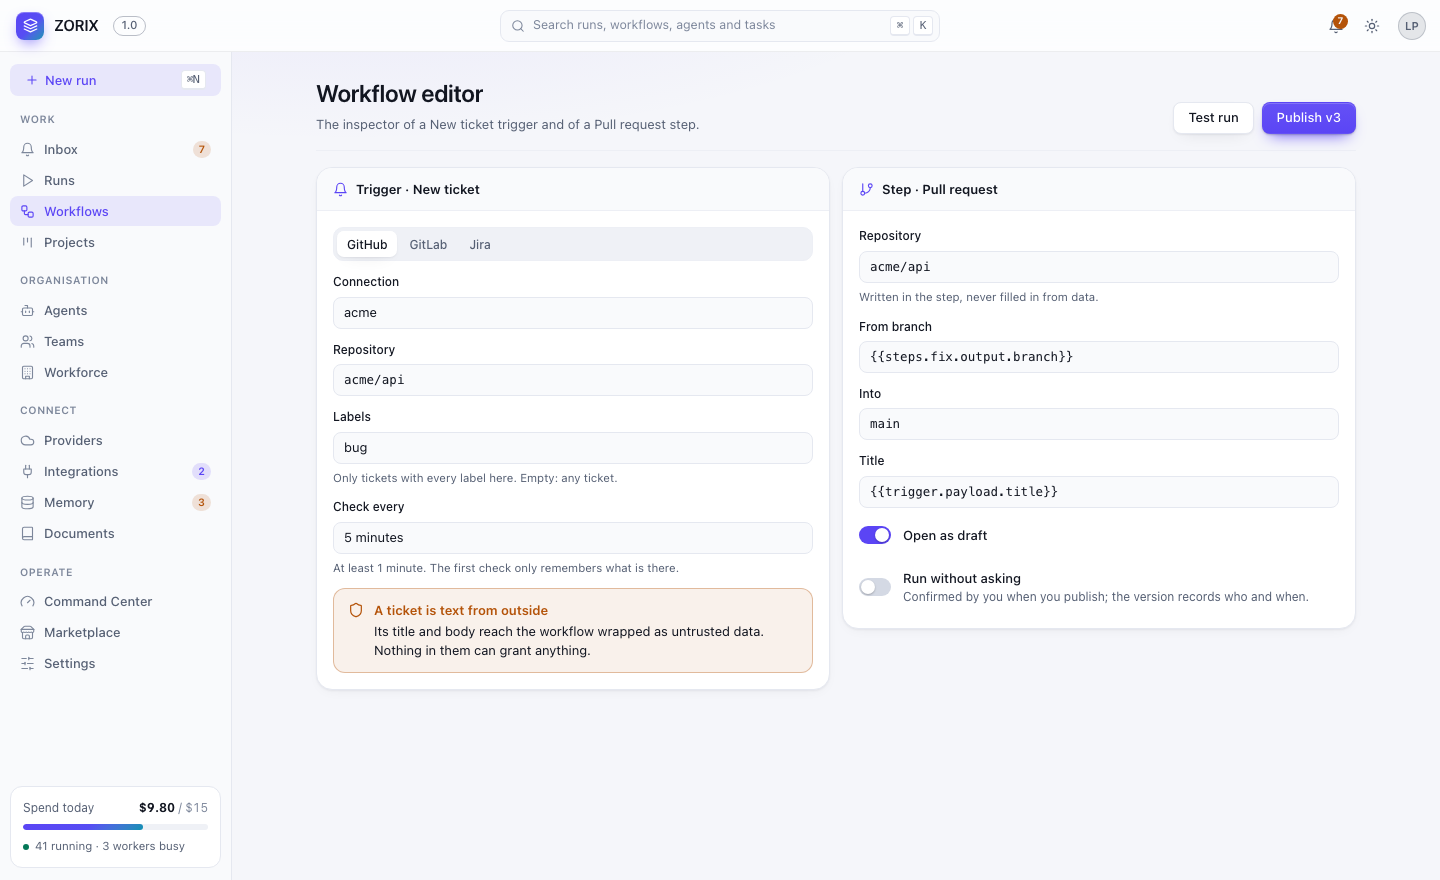 ZORIX 1.0
Search runs, workflows, agents and tasks ⌘ K
7
LP
+ New run ⌘N
WORK
Inbox 7
Runs
Workflows
Projects
ORGANISATION
Agents
Teams
Workforce
CONNECT
Providers
Integrations 2
Memory 3
Documents
OPERATE
Command Center
Marketplace
Settings
Spend today $9.80 / $15
41 running · 3 workers busy
Workflow editor
The inspector of a New ticket trigger and of a Pull request step.
Test run
Publish v3
Trigger · New ticket
GitHub GitLab Jira
Connection
acme
Repository
acme/api
Labels
bug
Only tickets with every label here. Empty: any ticket.
Check every
5 minutes
At least 1 minute. The first check only remembers what is there.
A ticket is text from outside
Its title and body reach the workflow wrapped as untrusted data.
Nothing in them can grant anything.
Step · Pull request
Repository
acme/api
Written in the step, never filled in from data.
From branch
{{steps.fix.output.branch}}
Into
main
Title
{{trigger.payload.title}}
Open as draft
Run without asking
Confirmed by you when you publish; the version records who and when.